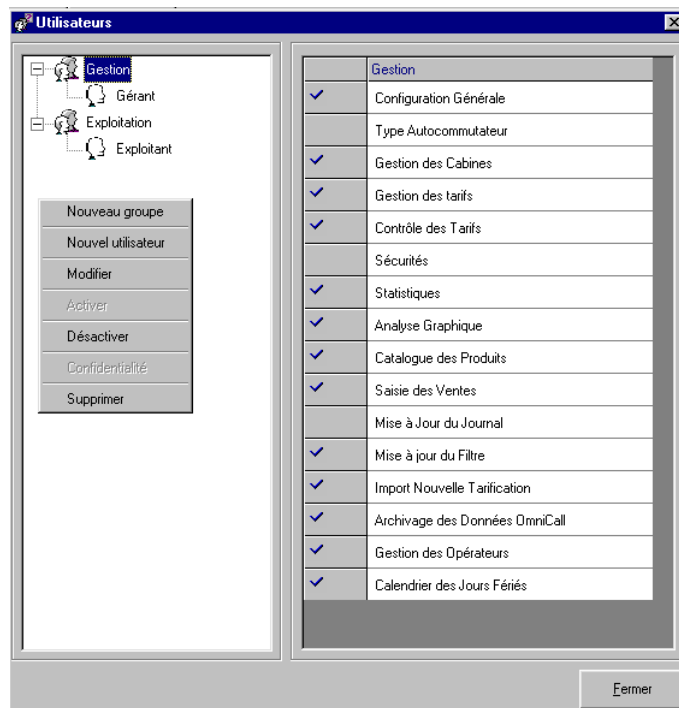 Utilisateurs
Gestion
Gérant
Exploitation
Exploitant
Nouveau groupe
Nouvel utilisateur
Modifier
Activer
Désactiver
Confidentialité
Supprimer
Gestion
Configuration Générale
Type Autocommutateur
Gestion des Cabines
Gestion des tarifs
Contrôle des Tarifs
Sécurités
Statistiques
Analyse Graphique
Catalogue des Produits
Saisie des Ventes
Mise à Jour du Journal
Mise à jour du Filtre
Import Nouvelle Tarification
Archivage des Données OmniCall
Gestion des Opérateurs
Calendrier des Jours Fériés
Fermer